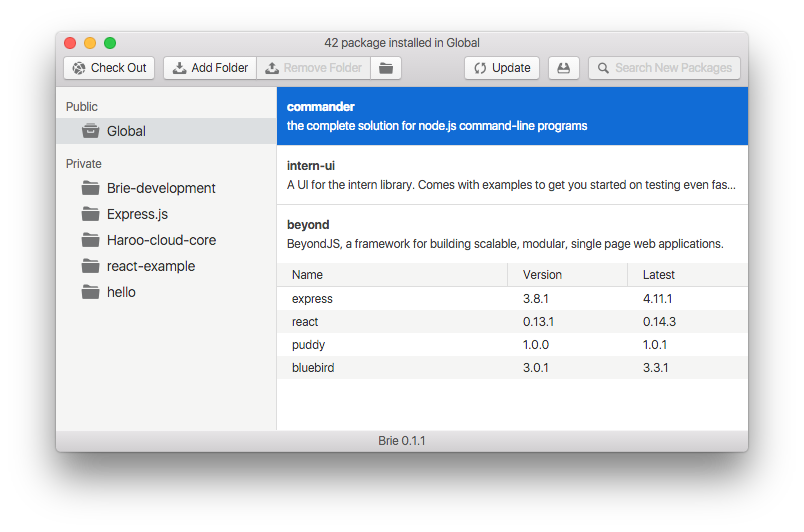 42 package installed in Global
Check Out Add Folder Remove Folder Update Search New Packages
Public
Global
Private
Brie-development
Express.js
Haroo-cloud-core
react-example
hello
commander
the complete solution for node.js command-line programs
intern-ui
A UI for the intern library. Comes with examples to get you started on testing even fas...
beyond
BeyondJS, a framework for building scalable, modular, single page web applications.
Name Version Latest
express 3.8.1 4.11.1
react 0.13.1 0.14.3
puddy 1.0.0 1.0.1
bluebird 3.0.1 3.3.1
Brie 0.1.1